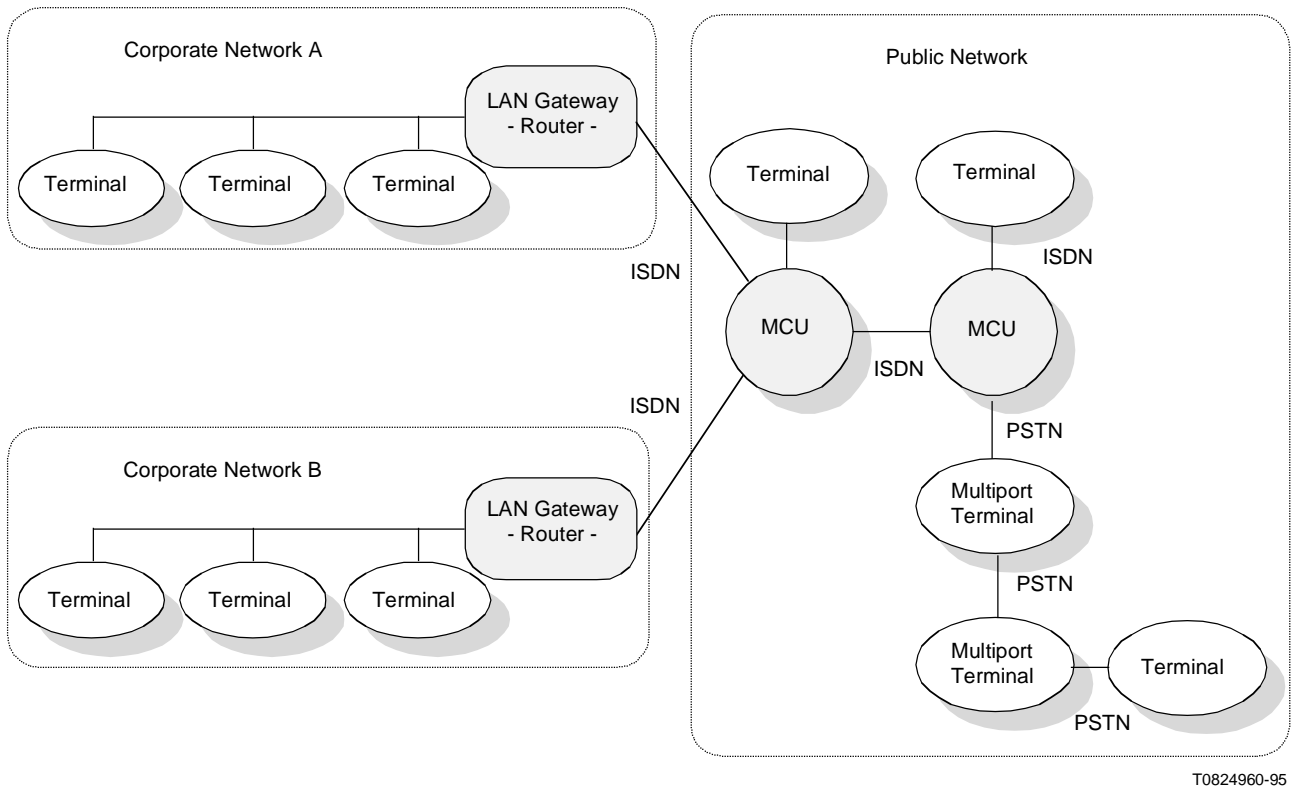 Corporate Network A
LAN Gateway
- Router -
Terminal
Terminal
Terminal
ISDN
Public Network
Terminal
Terminal
ISDN
MCU
MCU
ISDN
PSTN
Multiport
Terminal
PSTN
Multiport
Terminal
Terminal
PSTN
ISDN
Corporate Network B
LAN Gateway
- Router -
Terminal
Terminal
Terminal
T0824960-95